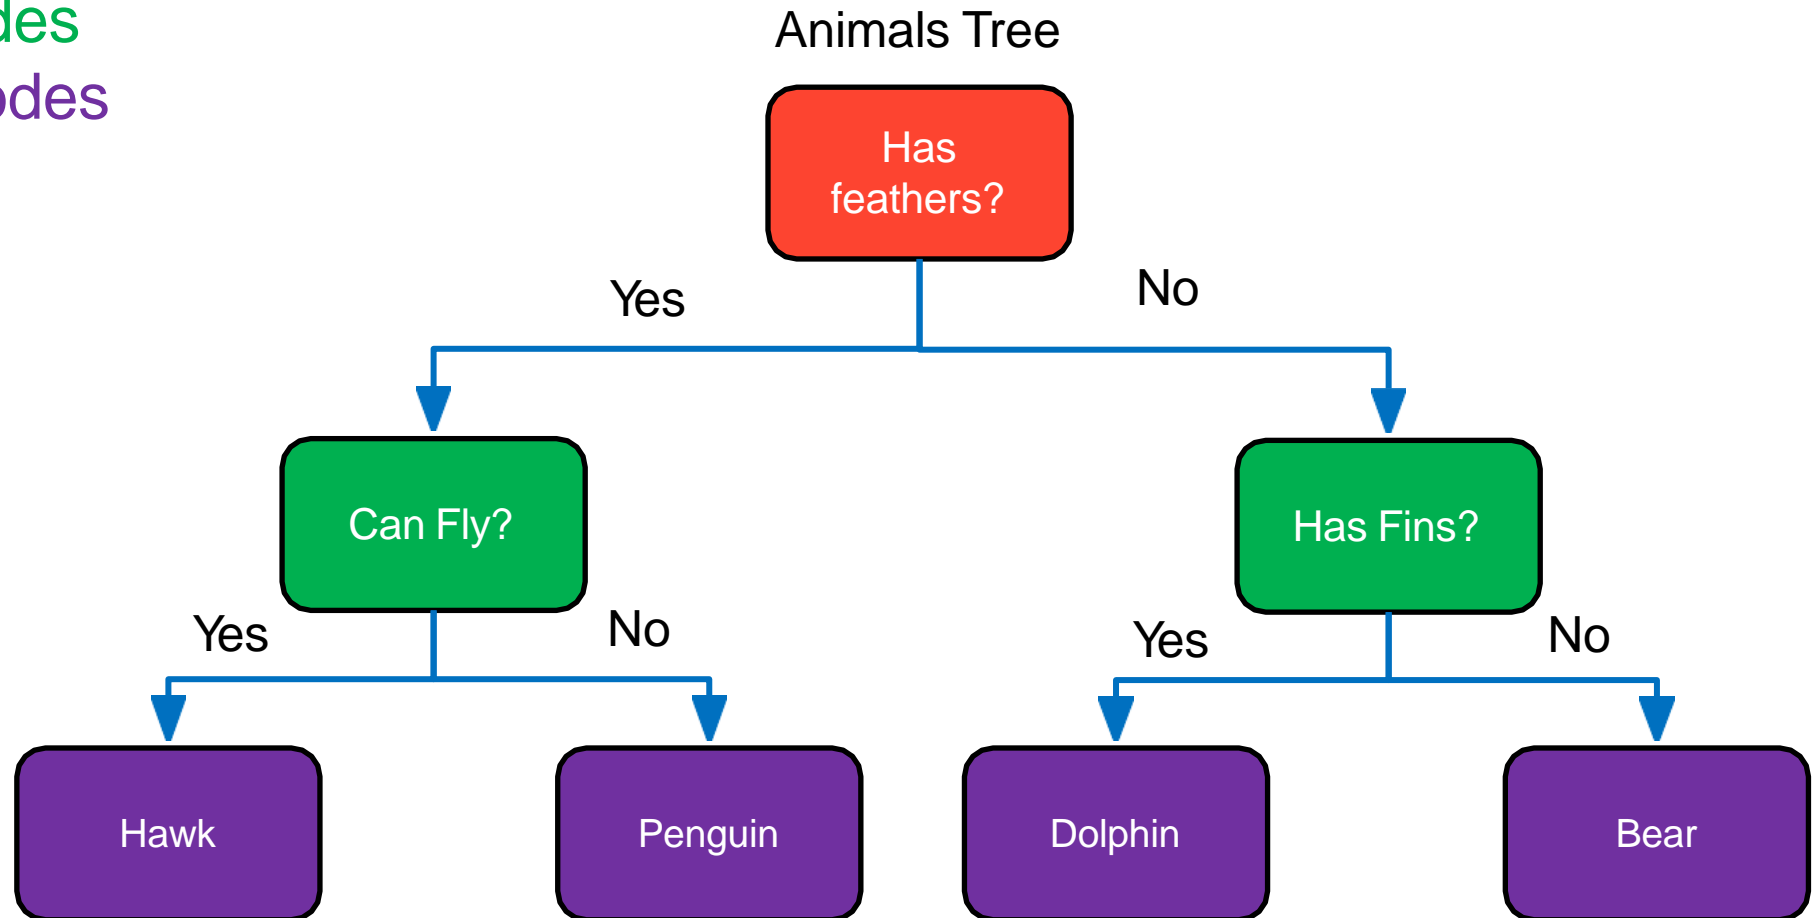 des
odes
Animals Tree
Has
feathers?
Yes
No
Can Fly?
Has Fins?
Yes
No
Yes
No
Hawk
Penguin
Dolphin
Bear